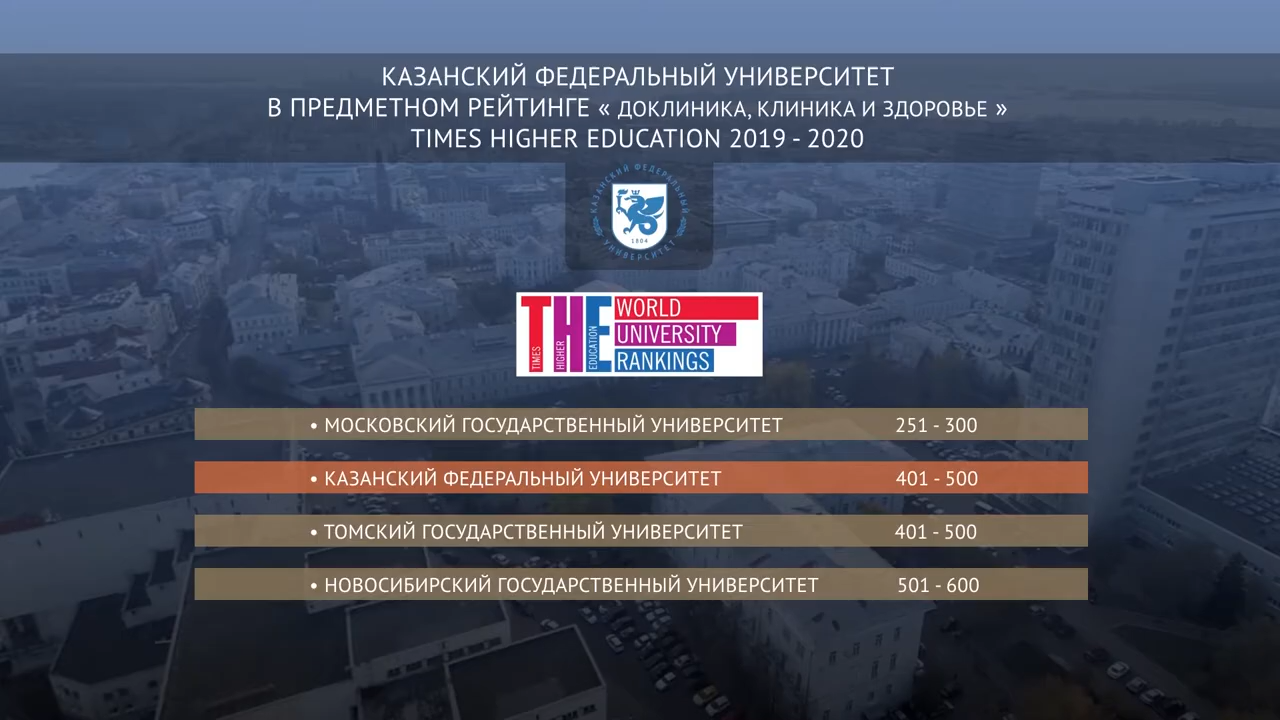 КАЗАНСКИЙ ФЕДЕРАЛЬНЫЙ УНИВЕРСИТЕТ
В ПРЕДМЕТНОМ РЕЙТИНГЕ « ДОКЛИНИКА, КЛИНИКА И ЗДОРОВЬЕ »
TIMES HIGHER EDUCATION 2019 - 2020
КАЗАНСКИЙ ФЕДЕРАЛЬНЫЙ
1804
УНИВЕРСИТЕТ
THE
TIMES
HIGHER
EDUCATION
WORLD
UNIVERSITY
RANKINGS
• МОСКОВСКИЙ ГОСУДАРСТВЕННЫЙ УНИВЕРСИТЕТ 251 - 300
• КАЗАНСКИЙ ФЕДЕРАЛЬНЫЙ УНИВЕРСИТЕТ 401 - 500
• ТОМСКИЙ ГОСУДАРСТВЕННЫЙ УНИВЕРСИТЕТ 401 - 500
• НОВОСИБИРСКИЙ ГОСУДАРСТВЕННЫЙ УНИВЕРСИТЕТ 501 - 600